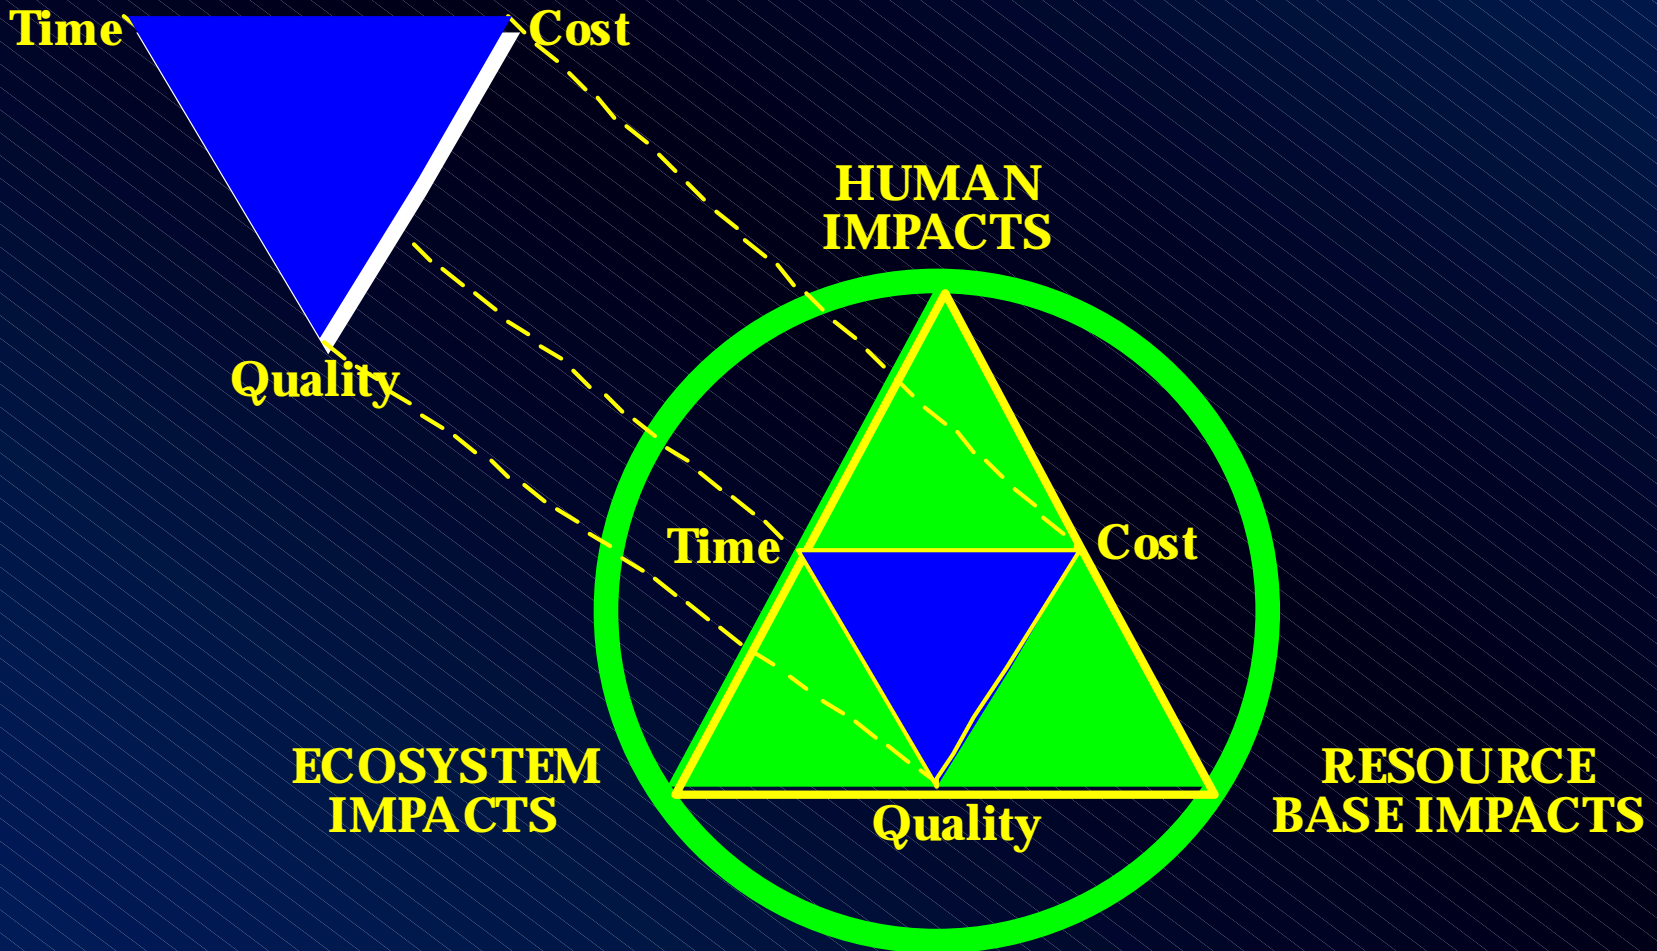 Time
Cost
Quality
HUMAN
IMPACTS
Time
Cost
ECOSYSTEM
IMPACTS
Quality
RESOURCE
BASE IMPACTS